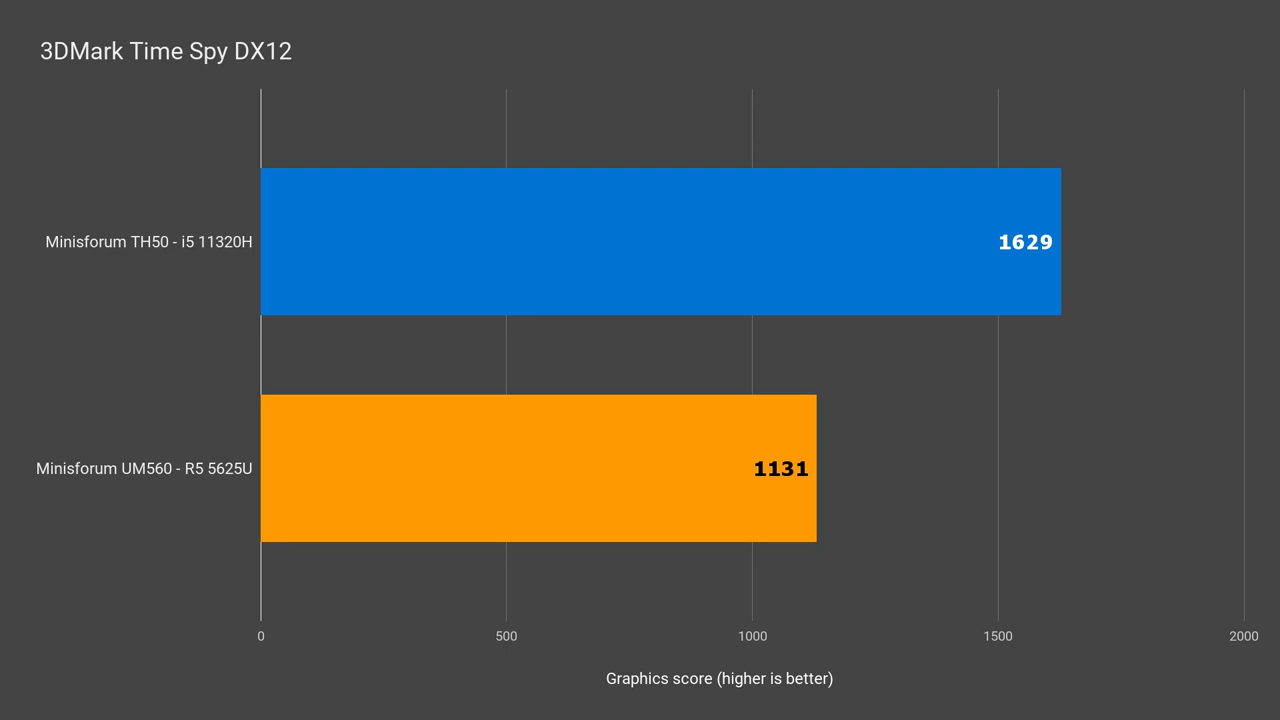 3DMark Time Spy DX12
Minisforum TH50 - i5 11320H
1629
Minisforum UM560 - R5 5625U
1131
0 500 1000 1500 2000
Graphics score (higher is better)